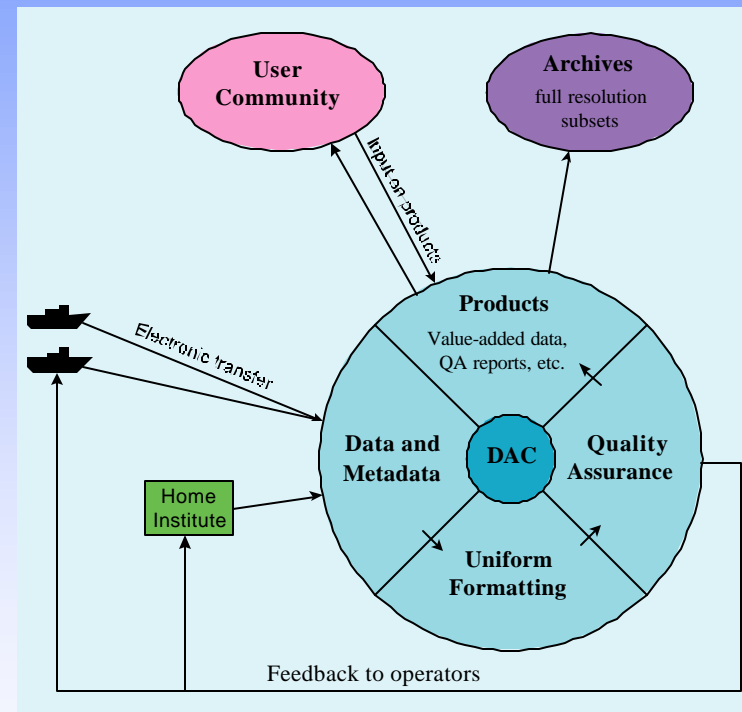 User
Community
Archives
full resolution
subsets
Input on products
Products
Value-added data,
QA reports, etc.
Electronic transfer
Data and
Metadata
DAC
Quality
Assurance
Home
Institute
Uniform
Formatting
Feedback to operators